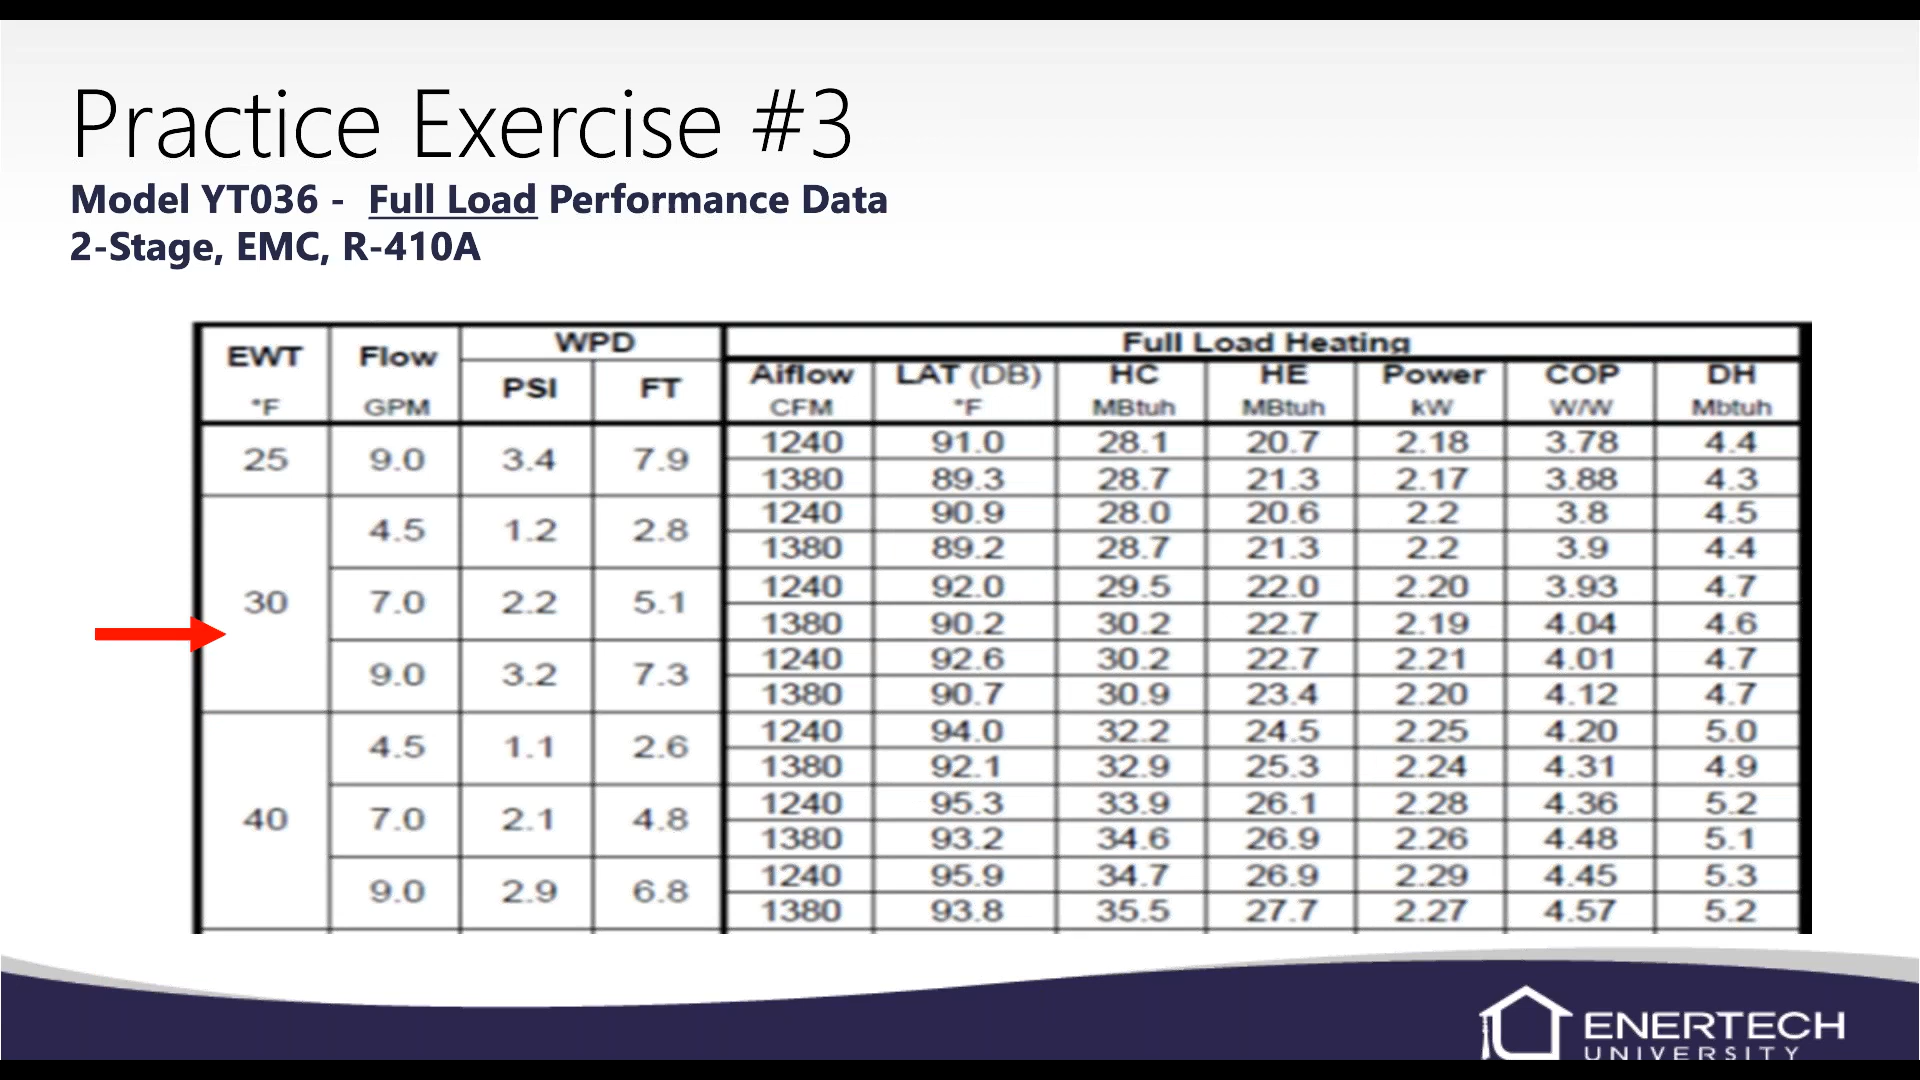 Practice Exercise #3
Model YT036 - Full Load Performance Data
2-Stage, EMC, R-410A
EWT Flow WPD Full Load Heating
°F GPM PSI FT Aiflow LAT (DB) HC HE Power COP DH
CFM °F MBtuh MBtuh kW W/W Mbtuh
25 9.0 3.4 7.9 1240 91.0 28.1 20.7 2.18 3.78 4.4
1380 89.3 28.7 21.3 2.17 3.88 4.3
30 4.5 1.2 2.8 1240 90.9 28.0 20.6 2.2 3.8 4.5
1380 89.2 28.7 21.3 2.2 3.9 4.4
7.0 2.2 5.1 1240 92.0 29.5 22.0 2.20 3.93 4.7
1380 90.2 30.2 22.7 2.19 4.04 4.6
9.0 3.2 7.3 1240 92.6 30.2 22.7 2.21 4.01 4.7
1380 90.7 30.9 23.4 2.20 4.12 4.7
40 4.5 1.1 2.6 1240 94.0 32.2 24.5 2.25 4.20 5.0
1380 92.1 32.9 25.3 2.24 4.31 4.9
7.0 2.1 4.8 1240 95.3 33.9 26.1 2.28 4.36 5.2
1380 93.2 34.6 26.9 2.26 4.48 5.1
9.0 2.9 6.8 1240 95.9 34.7 26.9 2.29 4.45 5.3
1380 93.8 35.5 27.7 2.27 4.57 5.2
ENERTECH
UNIVERSITY